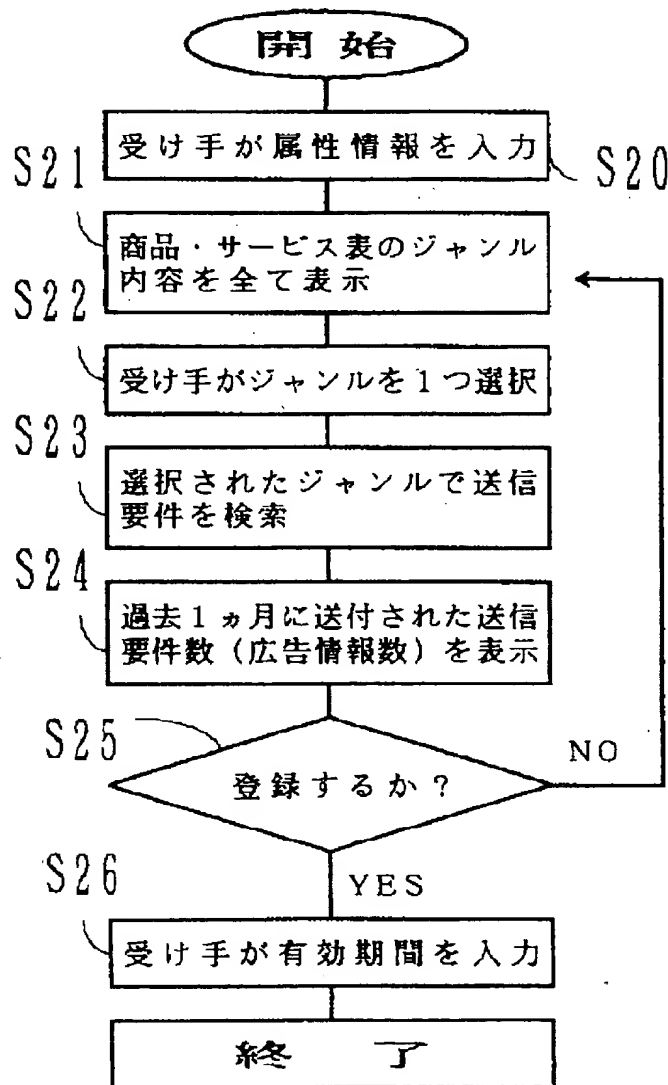 開始
受け手が属性情報を入力
S20
S21
商品・サービス表のジャンル
内容を全て表示
S22
受け手がジャンルを1つ選択
S23
選択されたジャンルで送信
要件を検索
S24
過去1ヵ月に送付された送信
要件数(広告情報数)を表示
S25
登録するか?
NO
YES
S26
受け手が有効期間を入力
終了